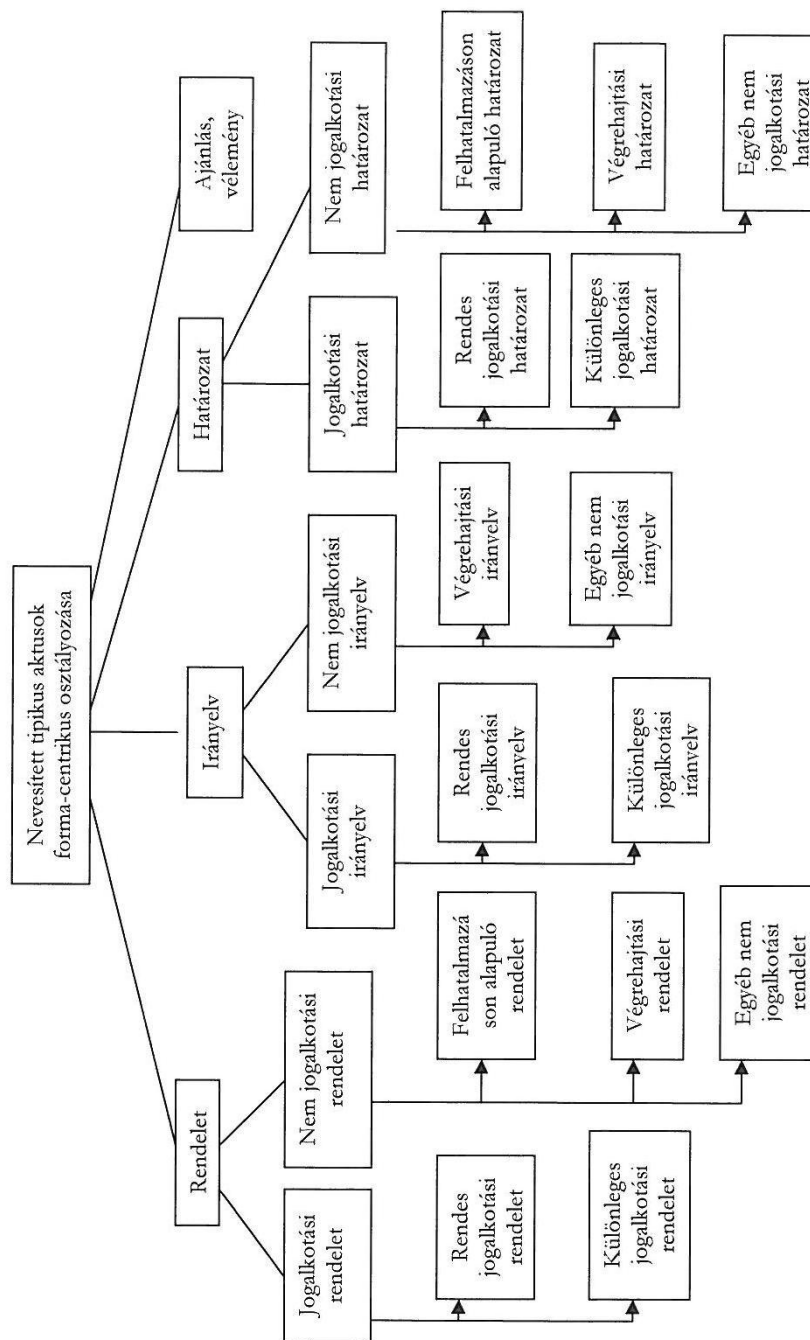 Nevesített tipikus aktusok
forma-centrikus osztályozása
Rendelet
Irányelv
Határozat
Ajánlás,
vélemény
Jogalkotási
rendelet
Nem jogalkotási
rendelet
Jogalkotási
irányelv
Nem jogalkotási
irányelv
Jogalkotási
határozat
Nem jogalkotási
határozat
Rendes
jogalkotási
rendelet
Különleges
jogalkotási
rendelet
Felhatalmazá
son alapuló
rendelet
Végrehajtási
rendelet
Egyéb nem
jogalkotási
rendelet
Rendes
jogalkotási
irányelv
Különleges
jogalkotási
irányelv
Végrehajtási
irányelv
Egyéb nem
jogalkotási
irányelv
Rendes
jogalkotási
határozat
Különleges
jogalkotási
határozat
Felhatalmazáson
alapuló határozat
Végrehajtási
határozat
Egyéb nem
jogalkotási
határozat